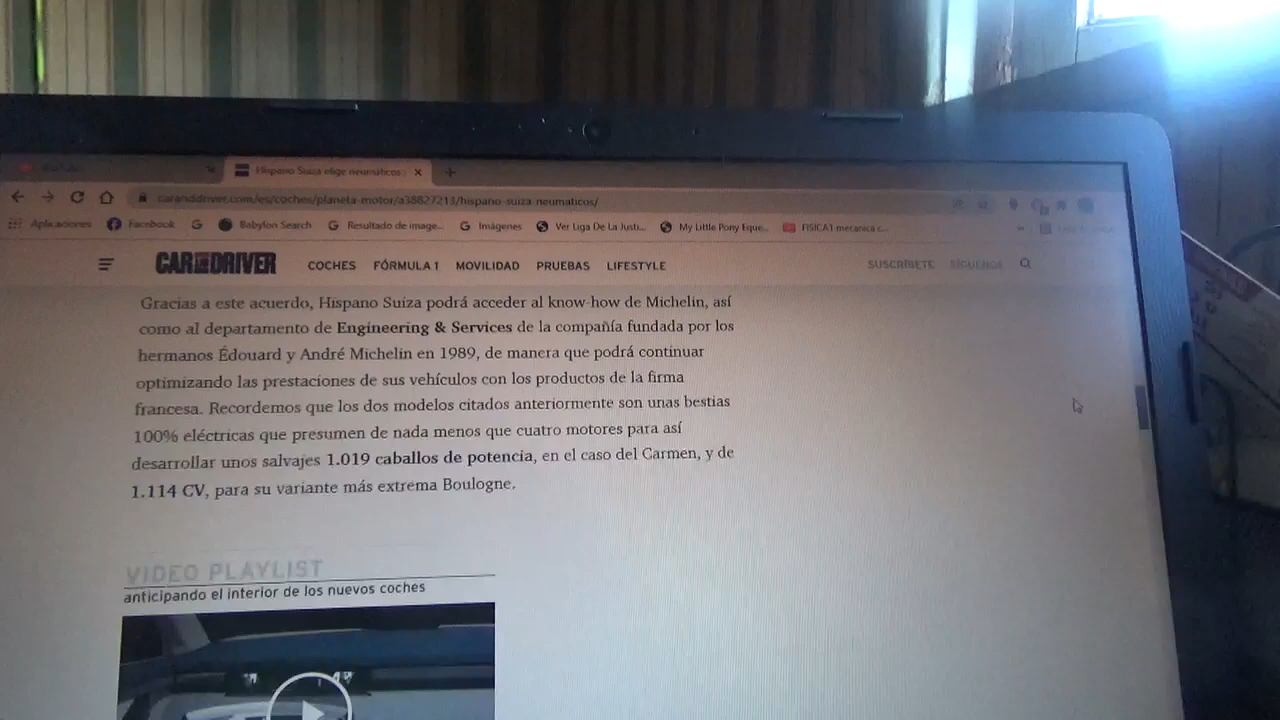 YouTube
Hispano Suiza elige neumáticos
caranddriver.com/es/coches/planeta-motor/a38827213/hispano-suiza-neumaticos/
Aplicaciones Facebook Babylon Search Resultado de image... Imágenes Ver Liga De La Justi... My Little Pony Eque... FISICA1 mecanica c...
CAR AND DRIVER COCHES FÓRMULA 1 MOVILIDAD PRUEBAS LIFESTYLE SUSCRÍBETE SÍGUENOS
Gracias a este acuerdo, Hispano Suiza podrá acceder al know-how de Michelin, así
como al departamento de Engineering & Services de la compañía fundada por los
hermanos Édouard y André Michelin en 1989, de manera que podrá continuar
optimizando las prestaciones de sus vehículos con los productos de la firma
francesa. Recordemos que los dos modelos citados anteriormente son unas bestias
100% eléctricas que presumen de nada menos que cuatro motores para así
desarrollar unos salvajes 1.019 caballos de potencia, en el caso del Carmen, y de
1.114 CV, para su variante más extrema Boulogne.
VIDEO PLAYLIST
anticipando el interior de los nuevos coches